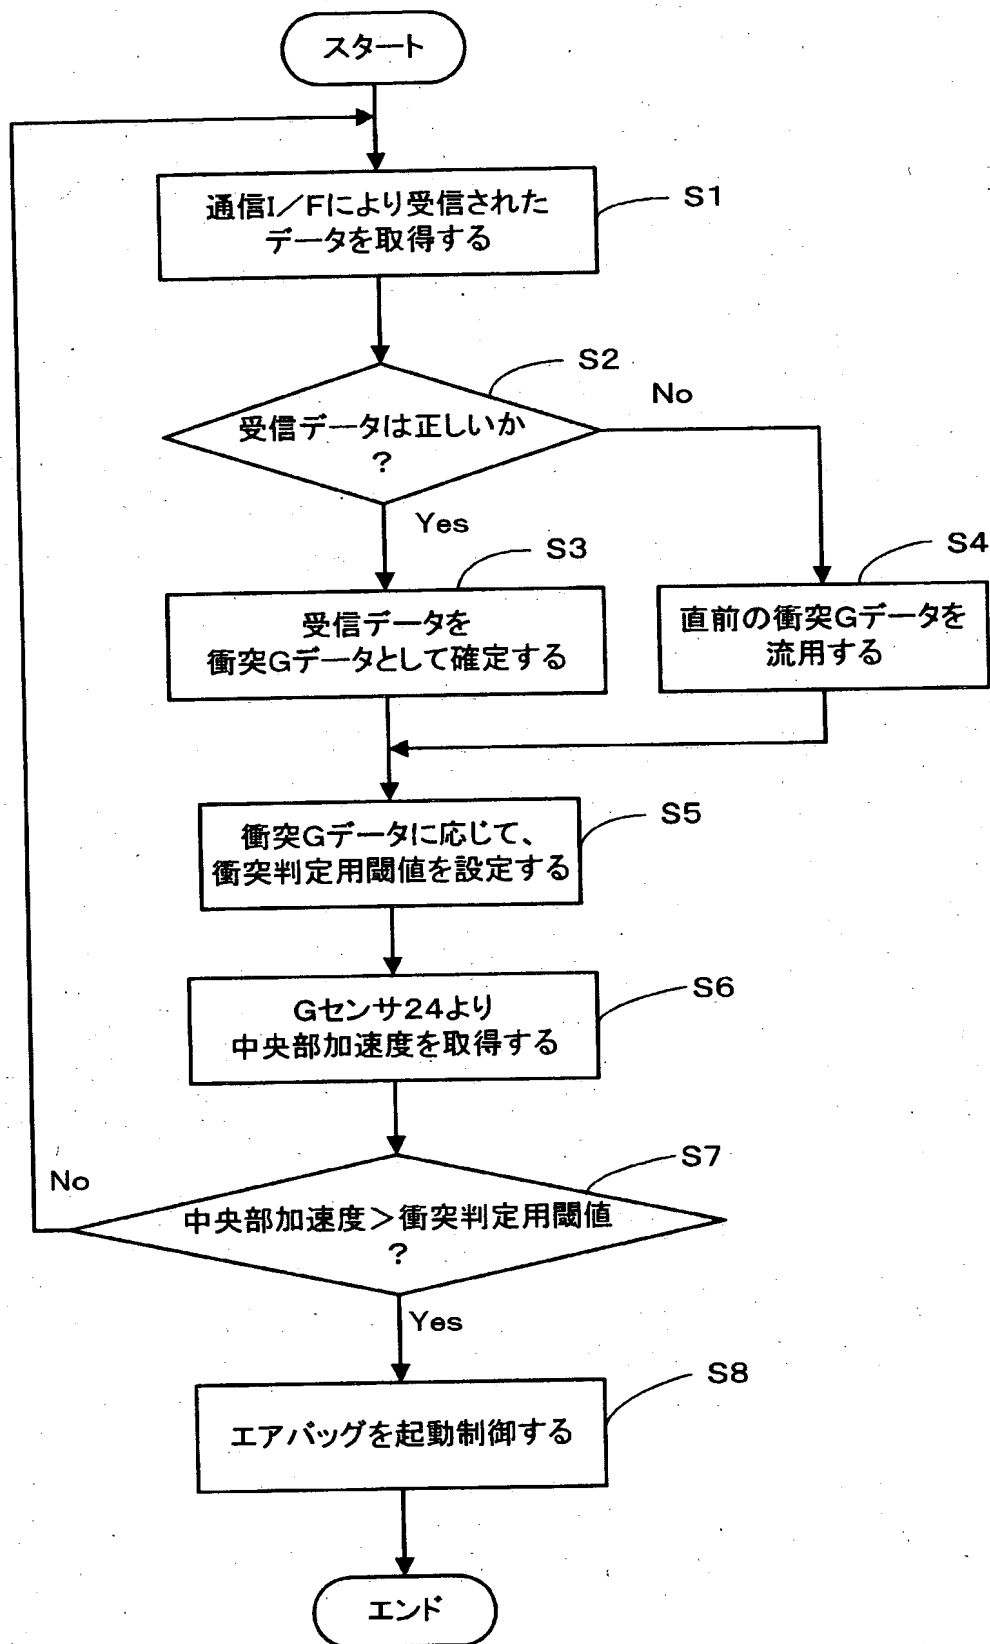 スタート
通信I/Fにより受信された
データを取得する
S1
S2
受信データは正しいか
?
No
Yes
S3
受信データを
衝突Gデータとして確定する
S4
直前の衝突Gデータを
流用する
衝突Gデータに応じて、
衝突判定用閾値を設定する
S5
Gセンサ24より
中央部加速度を取得する
S6
S7
No
中央部加速度>衝突判定用閾値
?
Yes
エアバッグを起動制御する
S8
エンド